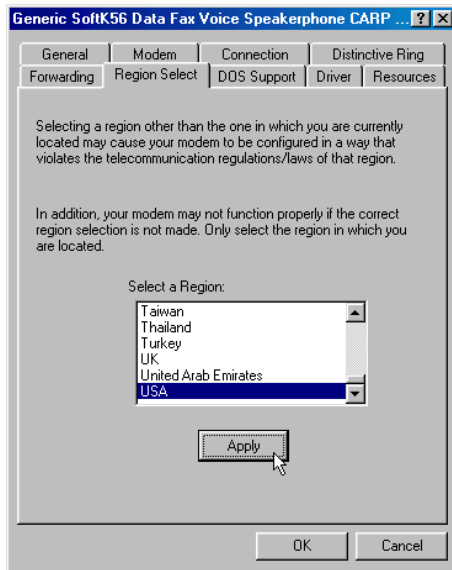 Generic SoftK56 Data Fax Voice Speakerphone CARP ...
General Modem Connection Distinctive Ring
Forwarding Region Select DOS Support Driver Resources
Selecting a region other than the one in which you are currently
located may cause your modem to be configured in a way that
violates the telecommunication regulations/laws of that region.
In addition, your modem may not function properly if the correct
region selection is not made. Only select the region in which you
are located.
Select a Region:
Taiwan
Thailand
Turkey
UK
United Arab Emirates
USA
Apply
OK Cancel